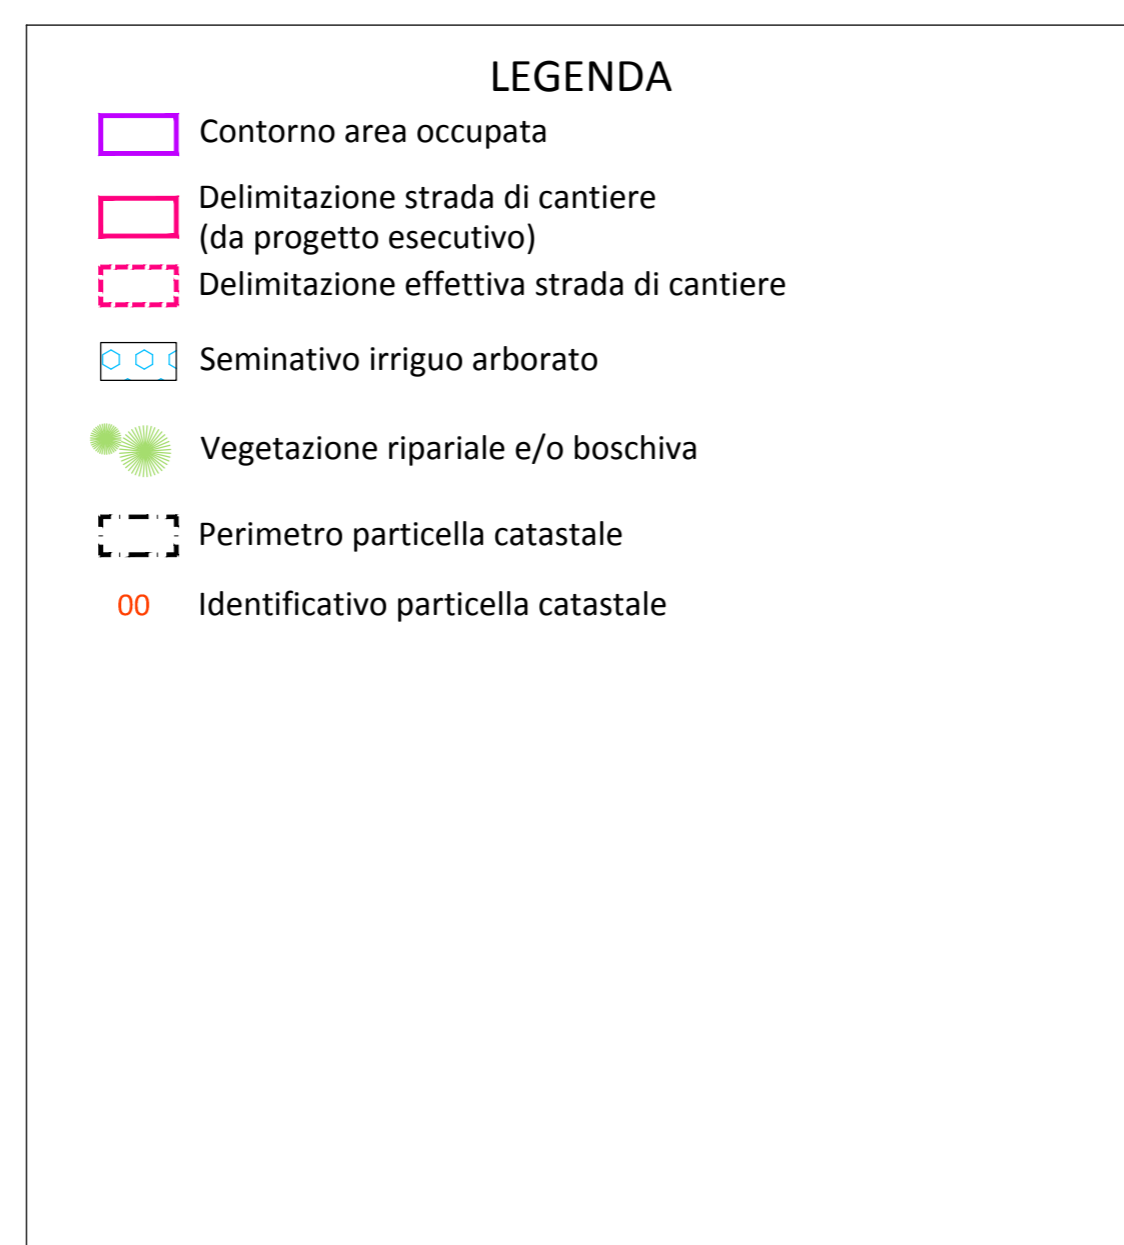 LEGENDA
Contorno area occupata
Delimitazione strada di cantiere
(da progetto esecutivo)
Delimitazione effettiva strada di cantiere
Seminativo irriguo arborato
Vegetazione ripariale e/o boschiva
Perimetro particella catastale
00 Identificativo particella catastale